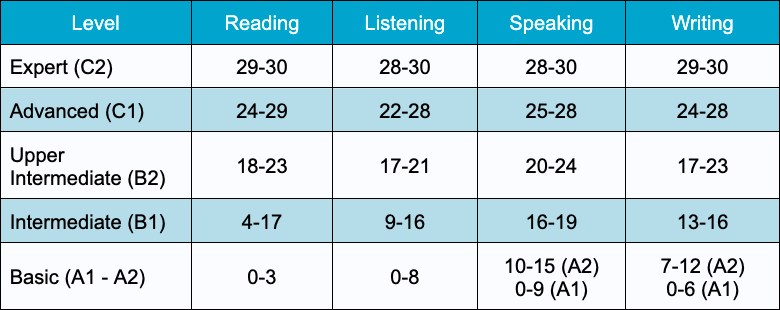 Level Reading Listening Speaking Writing
Expert (C2) 29-30 28-30 28-30 29-30
Advanced (C1) 24-29 22-28 25-28 24-28
Upper
Intermediate (B2) 18-23 17-21 20-24 17-23
Intermediate (B1) 4-17 9-16 16-19 13-16
Basic (A1 - A2) 0-3 0-8 10-15 (A2) 7-12 (A2)
0-9 (A1) 0-6 (A1)